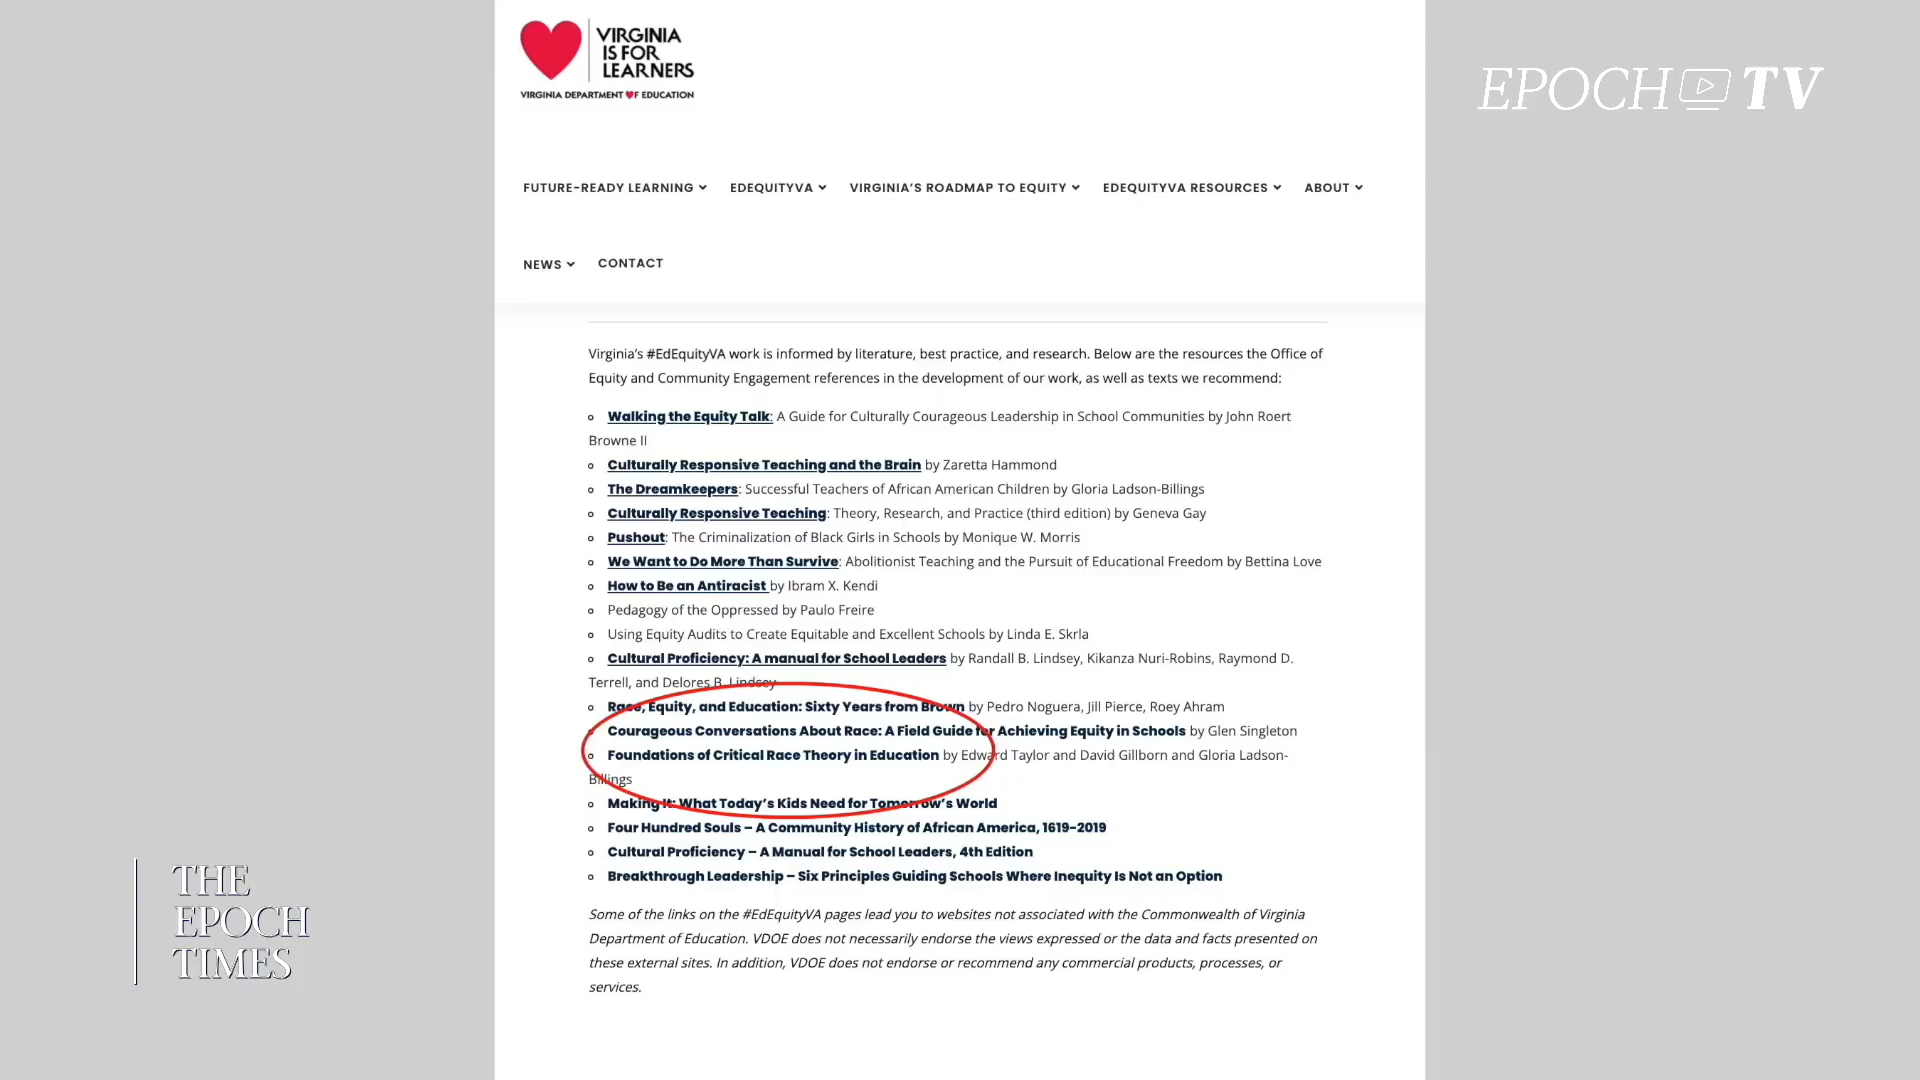 VIRGINIA
IS FOR
LEARNERS
VIRGINIA DEPARTMENT OF EDUCATION
EPOCH TV
FUTURE-READY LEARNING
EDEQUITYVA
VIRGINIA'S ROADMAP TO EQUITY
EDEQUITYVA RESOURCES
ABOUT
NEWS
CONTACT
Virginia's #EdEquityVA work is informed by literature, best practice, and research. Below are the resources the Office of
Equity and Community Engagement references in the development of our work, as well as texts we recommend:
Walking the Equity Talk: A Guide for Culturally Courageous Leadership in School Communities by John Roert
Browne II
Culturally Responsive Teaching and the Brain by Zaretta Hammond
The Dreamkeepers: Successful Teachers of African American Children by Gloria Ladson-Billings
Culturally Responsive Teaching: Theory, Research, and Practice (third edition) by Geneva Gay
Pushout: The Criminalization of Black Girls in Schools by Monique W. Morris
We Want to Do More Than Survive: Abolitionist Teaching and the Pursuit of Educational Freedom by Bettina Love
How to Be an Antiracist by Ibram X. Kendi
Pedagogy of the Oppressed by Paulo Freire
Using Equity Audits to Create Equitable and Excellent Schools by Linda E. Skrla
Cultural Proficiency: A manual for School Leaders by Randall B. Lindsey, Kikanza Nuri-Robins, Raymond D.
Terrell, and Delores B. Lindsey
Race, Equity, and Education: Sixty Years from Brown by Pedro Noguera, Jill Pierce, Roey Ahram
Courageous Conversations About Race: A Field Guide for Achieving Equity in Schools by Glen Singleton
Foundations of Critical Race Theory in Education by Edward Taylor and David Gillborn and Gloria Ladson-
Billings
Making It: What Today's Kids Need for Tomorrow's World
Four Hundred Souls – A Community History of African America, 1619-2019
Cultural Proficiency – A Manual for School Leaders, 4th Edition
Breakthrough Leadership – Six Principles Guiding Schools Where Inequity Is Not an Option
Some of the links on the #EdEquityVA pages lead you to websites not associated with the Commonwealth of Virginia
Department of Education. VDOE does not necessarily endorse the views expressed or the data and facts presented on
these external sites. In addition, VDOE does not endorse or recommend any commercial products, processes, or
services.
THE
EPOCH
TIMES